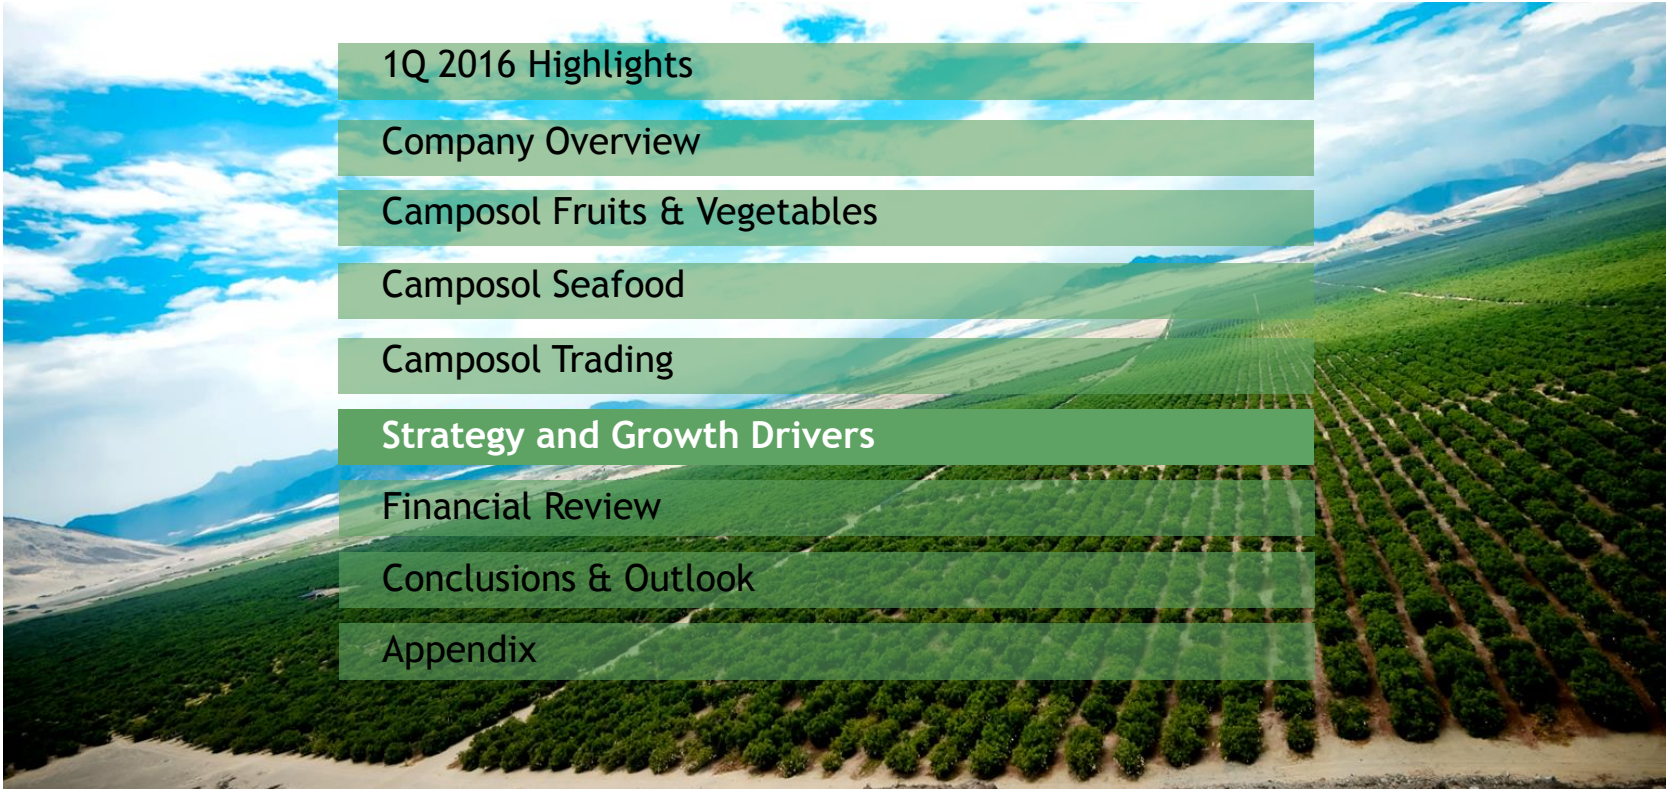 1Q 2016 Highlights
Company Overview
Camposol Fruits & Vegetables
Camposol Seafood
Camposol Trading
Strategy and Growth Drivers
Financial Review
Conclusions & Outlook
Appendix